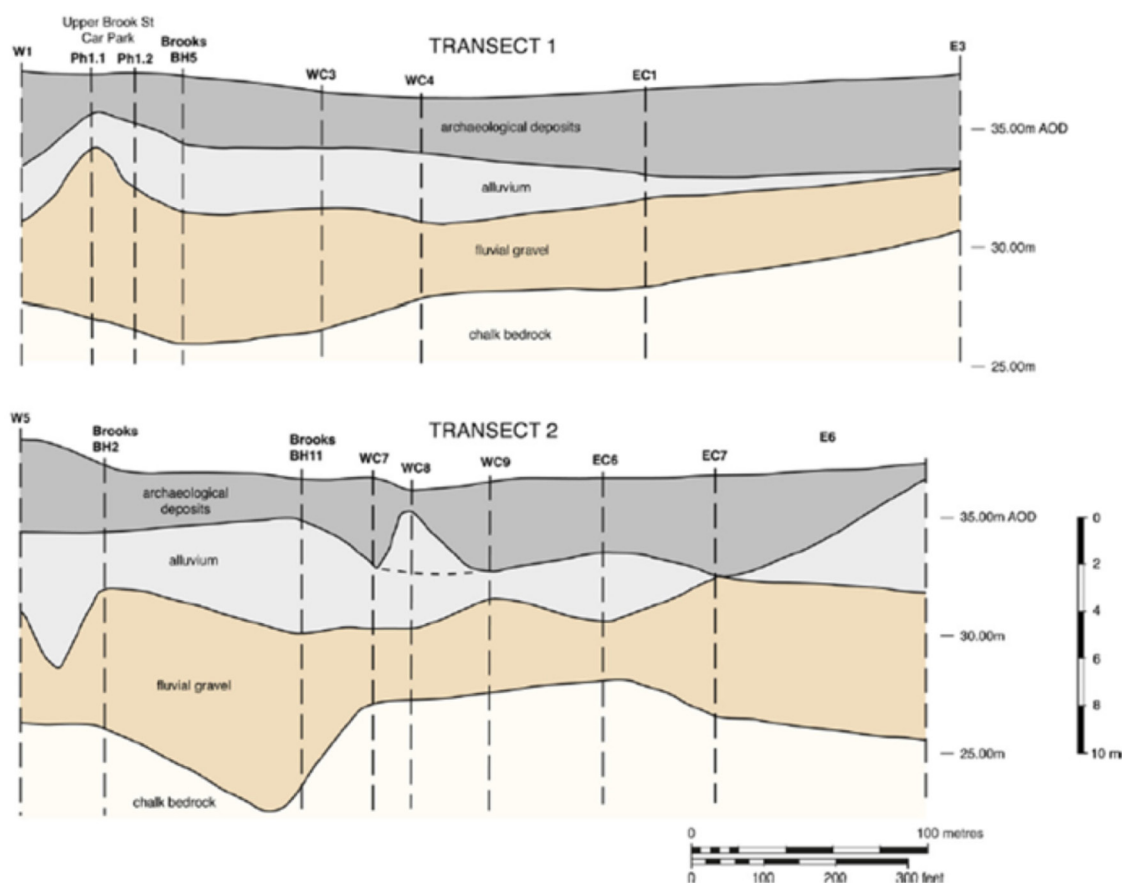 Upper Brook St
Car Park
W1
Ph1.1
Ph1.2
Brooks
BH5
TRANSECT 1
WC3
WC4
EC1
E3
archaeological deposits
35.00m AOD
alluvium
fluvial gravel
30.00m
chalk bedrock
25.00m
W5
Brooks
BH2
Brooks
BH11
TRANSECT 2
WC7
WC8
WC9
EC6
EC7
E6
archaeological
deposits
35.00m AOD
0
alluvium
2
4
30.00m
6
fluvial gravel
8
25.00m
10 m
chalk bedrock
0
100 metres
0
100
200
300 feet